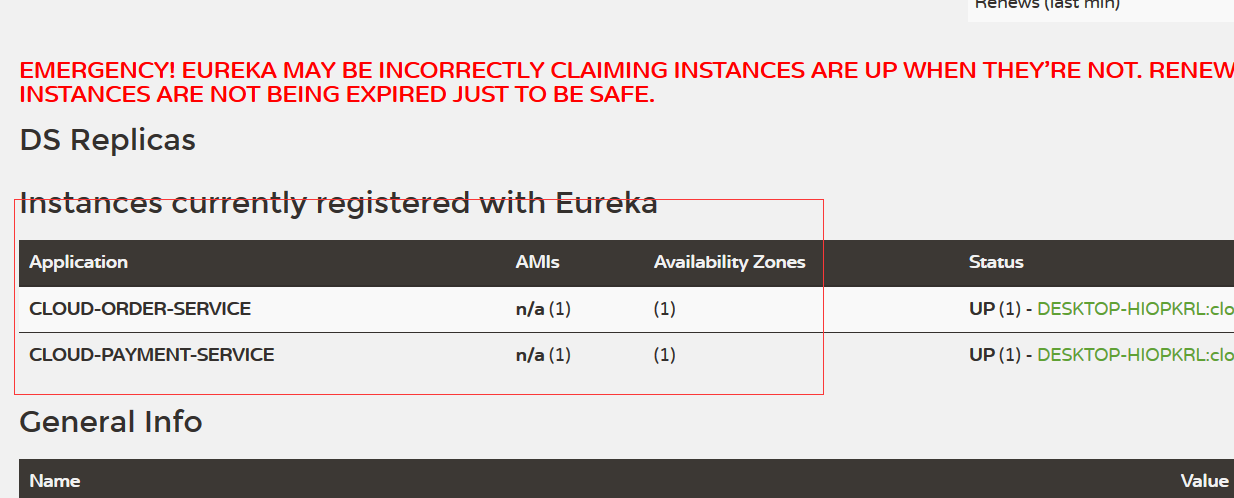 Renews (last min)
EMERGENCY! EUREKA MAY BE INCORRECTLY CLAIMING INSTANCES ARE UP WHEN THEY’RE NOT. RENEW
INSTANCES ARE NOT BEING EXPIRED JUST TO BE SAFE.
DS Replicas
Instances currently registered with Eureka
Application AMIs Availability Zones Status
CLOUD-ORDER-SERVICE n/a (1) (1) UP (1) - DESKTOP-HIOPKRL:clo
CLOUD-PAYMENT-SERVICE n/a (1) (1) UP (1) - DESKTOP-HIOPKRL:clo
General Info
Name Value